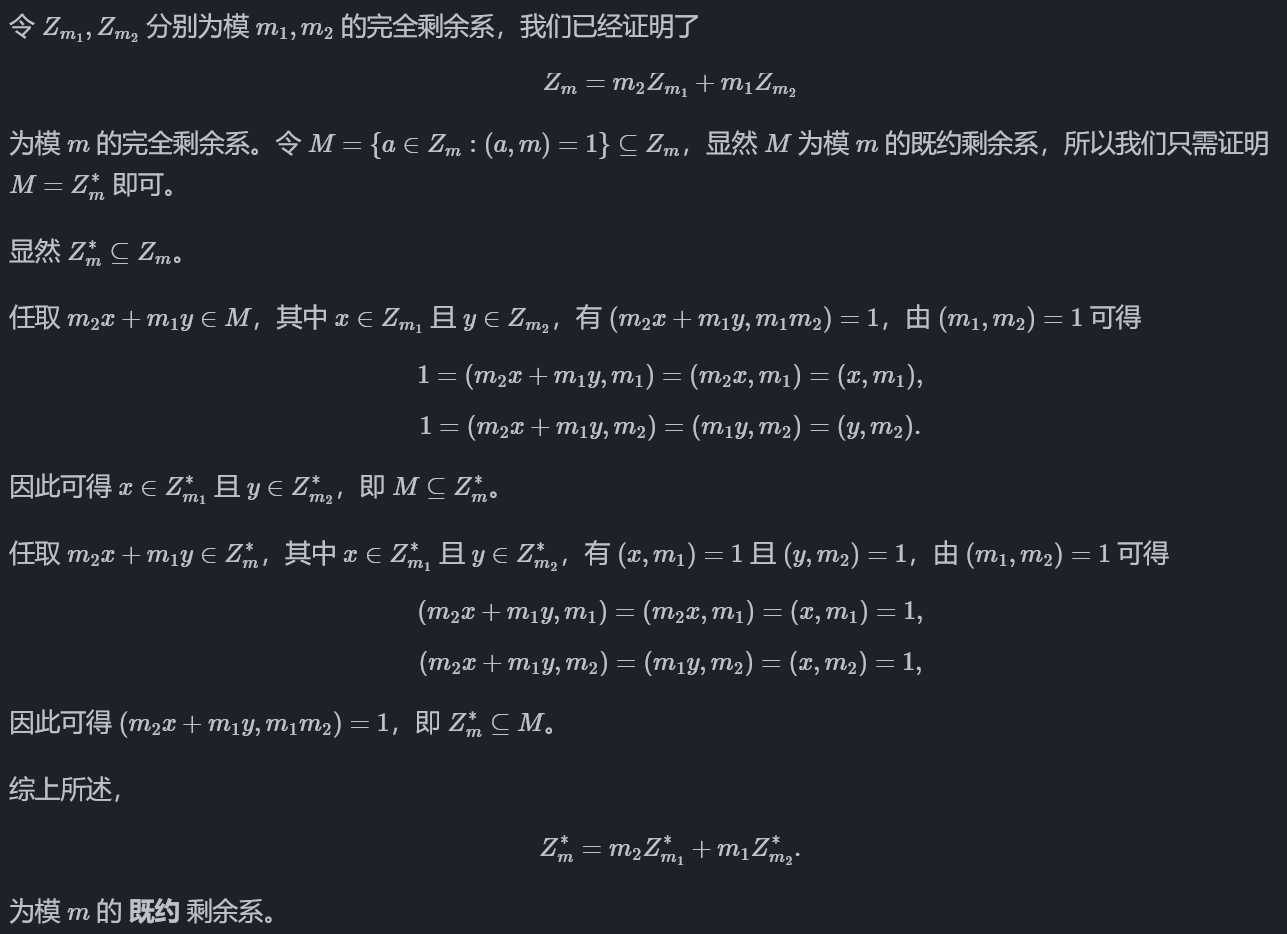 令 $Z_{m_1}, Z_{m_2}$ 分别为模 $m_1, m_2$ 的完全剩余系，我们已经证明了
$Z_m = m_2 Z_{m_1} + m_1 Z_{m_2}$
为模 $m$ 的完全剩余系。令 $M = \{a \in Z_m : (a, m) = 1\} \subseteq Z_m$，显然 $M$ 为模 $m$ 的既约剩余系，所以我们只需证明
$M = Z_m^*$ 即可。
显然 $Z_m^* \subseteq Z_m$。
任取 $m_2 x + m_1 y \in M$，其中 $x \in Z_{m_1}$ 且 $y \in Z_{m_2}$，有 $(m_2 x + m_1 y, m_1 m_2) = 1$，由 $(m_1, m_2) = 1$ 可得
$1 = (m_2 x + m_1 y, m_1) = (m_2 x, m_1) = (x, m_1),$
$1 = (m_2 x + m_1 y, m_2) = (m_1 y, m_2) = (y, m_2).$
因此可得 $x \in Z_{m_1}^*$ 且 $y \in Z_{m_2}^*$，即 $M \subseteq Z_m^*$。
任取 $m_2 x + m_1 y \in Z_m^*$，其中 $x \in Z_{m_1}^*$ 且 $y \in Z_{m_2}^*$，有 $(x, m_1) = 1$ 且 $(y, m_2) = 1$，由 $(m_1, m_2) = 1$ 可得
$(m_2 x + m_1 y, m_1) = (m_2 x, m_1) = (x, m_1) = 1,$
$(m_2 x + m_1 y, m_2) = (m_1 y, m_2) = (x, m_2) = 1,$
因此可得 $(m_2 x + m_1 y, m_1 m_2) = 1$，即 $Z_m^* \subseteq M$。
综上所述，
$Z_m^* = m_2 Z_{m_1}^* + m_1 Z_{m_2}^*.$
为模 $m$ 的 既约 剩余系。